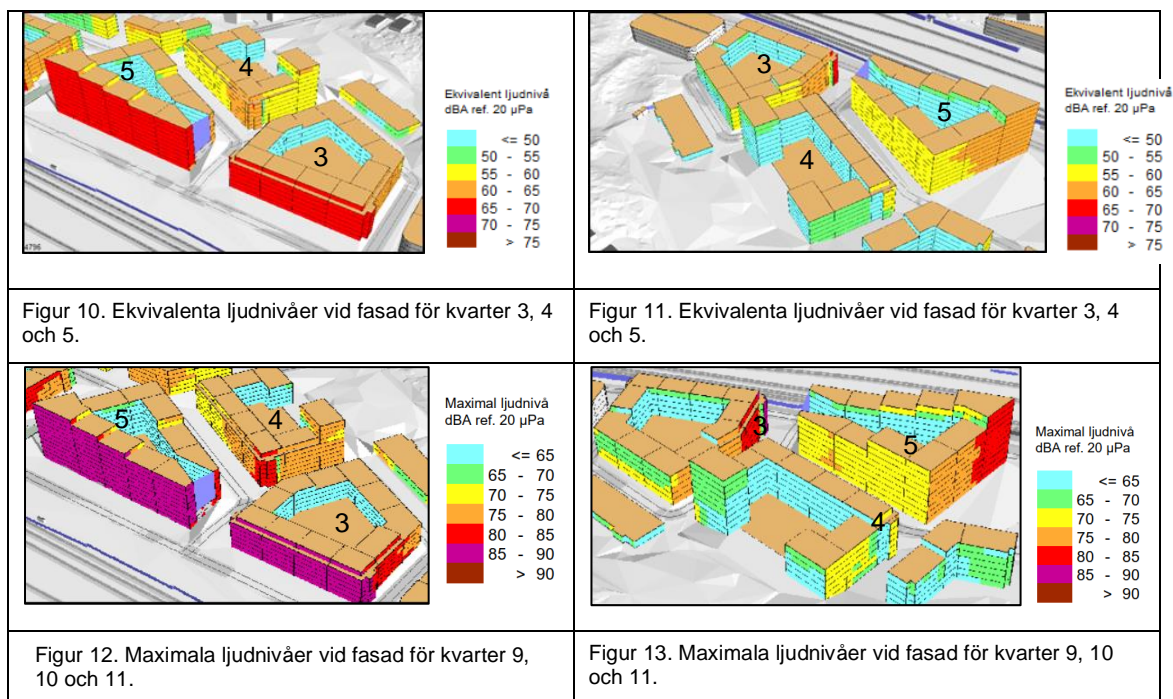 5
4
3
4796
Ekvivalent ljudnivå
dBA ref. 20 µPa
<= 50
50 - 55
55 - 60
60 - 65
65 - 70
70 - 75
> 75
3
5
4
Ekvivalent ljudnivå
dBA ref. 20 µPa
<= 50
50 - 55
55 - 60
60 - 65
65 - 70
70 - 75
> 75
Figur 10. Ekvivalenta ljudnivåer vid fasad för kvarter 3, 4
och 5.
Figur 11. Ekvivalenta ljudnivåer vid fasad för kvarter 3, 4
och 5.
5
4
3
Maximal ljudnivå
dBA ref. 20 µPa
<= 65
65 - 70
70 - 75
75 - 80
80 - 85
85 - 90
> 90
3
5
4
Maximal ljudnivå
dBA ref. 20 µPa
<= 65
65 - 70
70 - 75
75 - 80
80 - 85
85 - 90
> 90
Figur 12. Maximala ljudnivåer vid fasad för kvarter 9,
10 och 11.
Figur 13. Maximala ljudnivåer vid fasad för kvarter 9, 10
och 11.